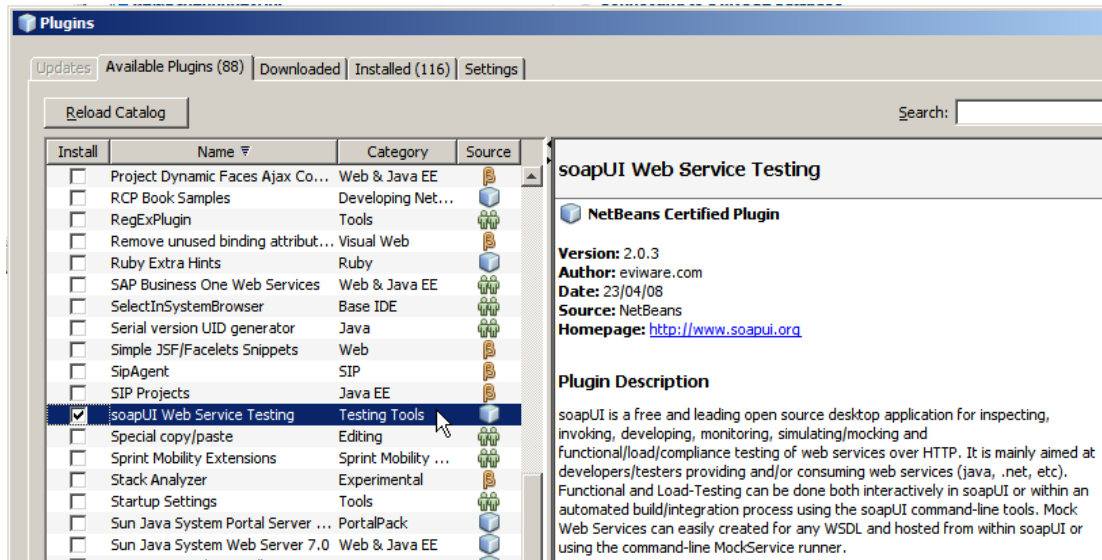 Plugins
Updates Available Plugins (88) Downloaded Installed (116) Settings
Reload Catalog Search:
Install Name Category Source
Project Dynamic Faces Ajax Co... Web & Java EE β
RCP Book Samples Developing Net...
RegExPlugin Tools
Remove unused binding attribut... Visual Web β
Ruby Extra Hints Ruby
SAP Business One Web Services Web & Java EE
SelectInSystemBrowser Base IDE
Serial version UID generator Java
Simple JSF/Facelets Snippets Web β
SipAgent SIP β
SIP Projects Java EE β
soapUI Web Service Testing Testing Tools
Special copy/paste Editing
Sprint Mobility Extensions Sprint Mobility ...
Stack Analyzer Experimental β
Startup Settings Tools
Sun Java System Portal Server ... PortalPack
Sun Java System Web Server 7.0 Web & Java EE
soapUI Web Service Testing
NetBeans Certified Plugin
Version: 2.0.3
Author: eviware.com
Date: 23/04/08
Source: NetBeans
Homepage: http://www.soapui.org
Plugin Description
soapUI is a free and leading open source desktop application for inspecting,
invoking, developing, monitoring, simulating/mocking and
functional/load/compliance testing of web services over HTTP. It is mainly aimed at
developers/testers providing and/or consuming web services (java, .net, etc).
Functional and Load-Testing can be done both interactively in soapUI or within an
automated build/integration process using the soapUI command-line tools. Mock
Web Services can easily created for any WSDL and hosted from within soapUI or
using the command-line MockService runner.